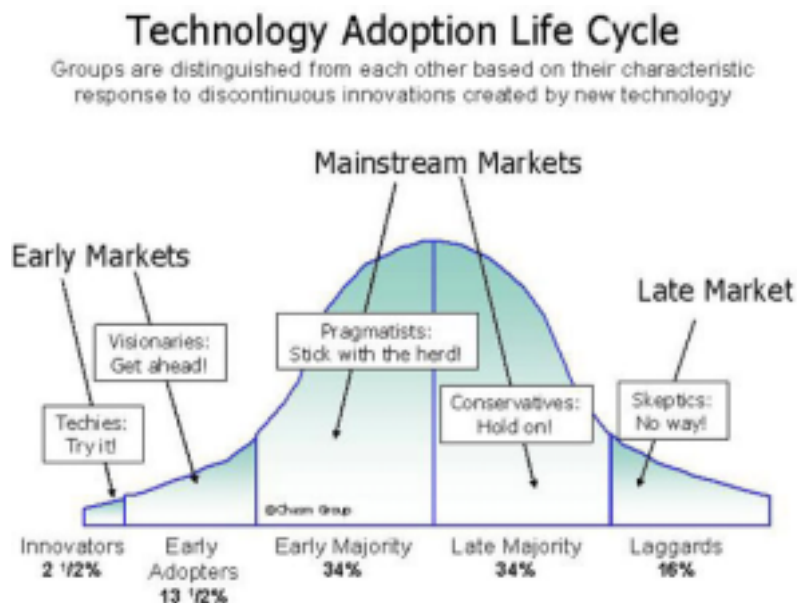 Technology Adoption Life Cycle
Groups are distinguished from each other based on their characteristic
response to discontinuous innovations created by new technology
Mainstream Markets
Early Markets
Late Market
Visionaries:
Get ahead!
Pragmatists:
Stick with the herd!
Techies:
Try it!
Conservatives:
Hold on!
Skeptics:
No way!
©Chasm Group
Innovators
2 1/2%
Early
Adopters
13 1/2%
Early Majority
34%
Late Majority
34%
Laggards
16%